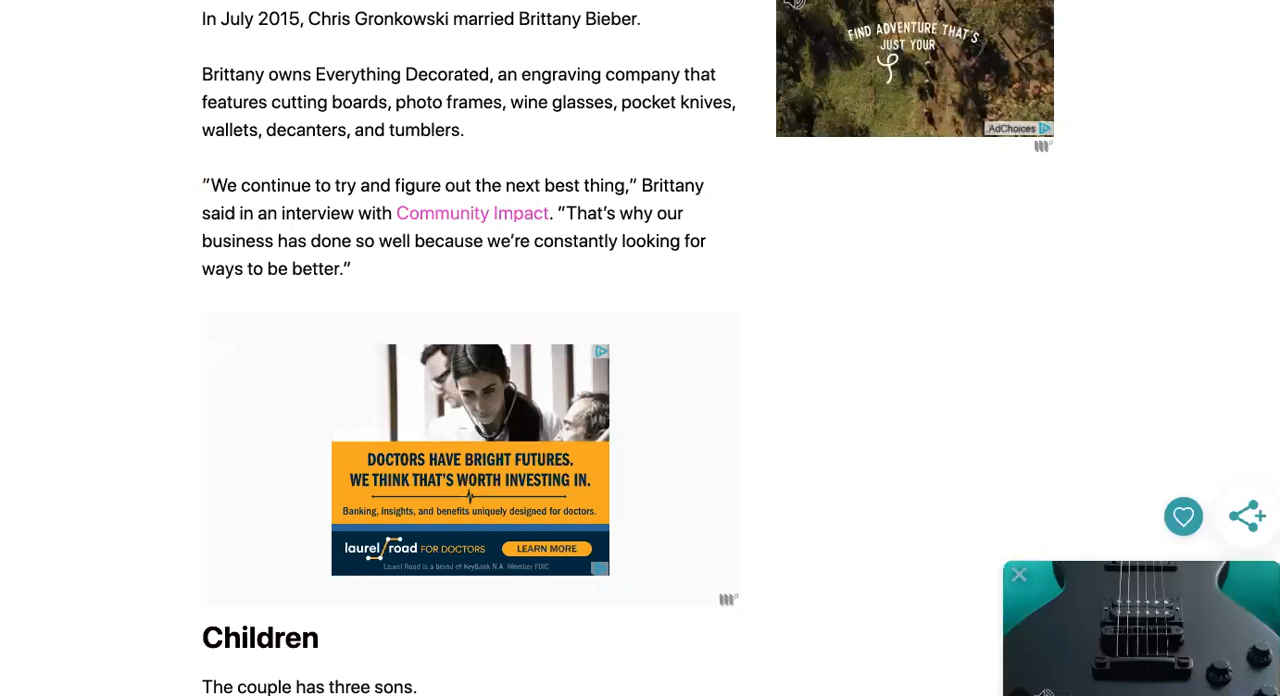 In July 2015, Chris Gronkowski married Brittany Bieber.
FIND ADVENTURE THAT'S
JUST YOUR
AdChoices
Brittany owns Everything Decorated, an engraving company that
features cutting boards, photo frames, wine glasses, pocket knives,
wallets, decanters, and tumblers.
”We continue to try and figure out the next best thing,” Brittany
said in an interview with Community Impact. “That’s why our
business has done so well because we’re constantly looking for
ways to be better.”
DOCTORS HAVE BRIGHT FUTURES.
WE THINK THAT'S WORTH INVESTING IN.
Banking, insights, and benefits uniquely designed for doctors.
laurel road FOR DOCTORS LEARN MORE
Laurel Road is a brand of KeyBank N.A. Member FDIC
Children
The couple has three sons.